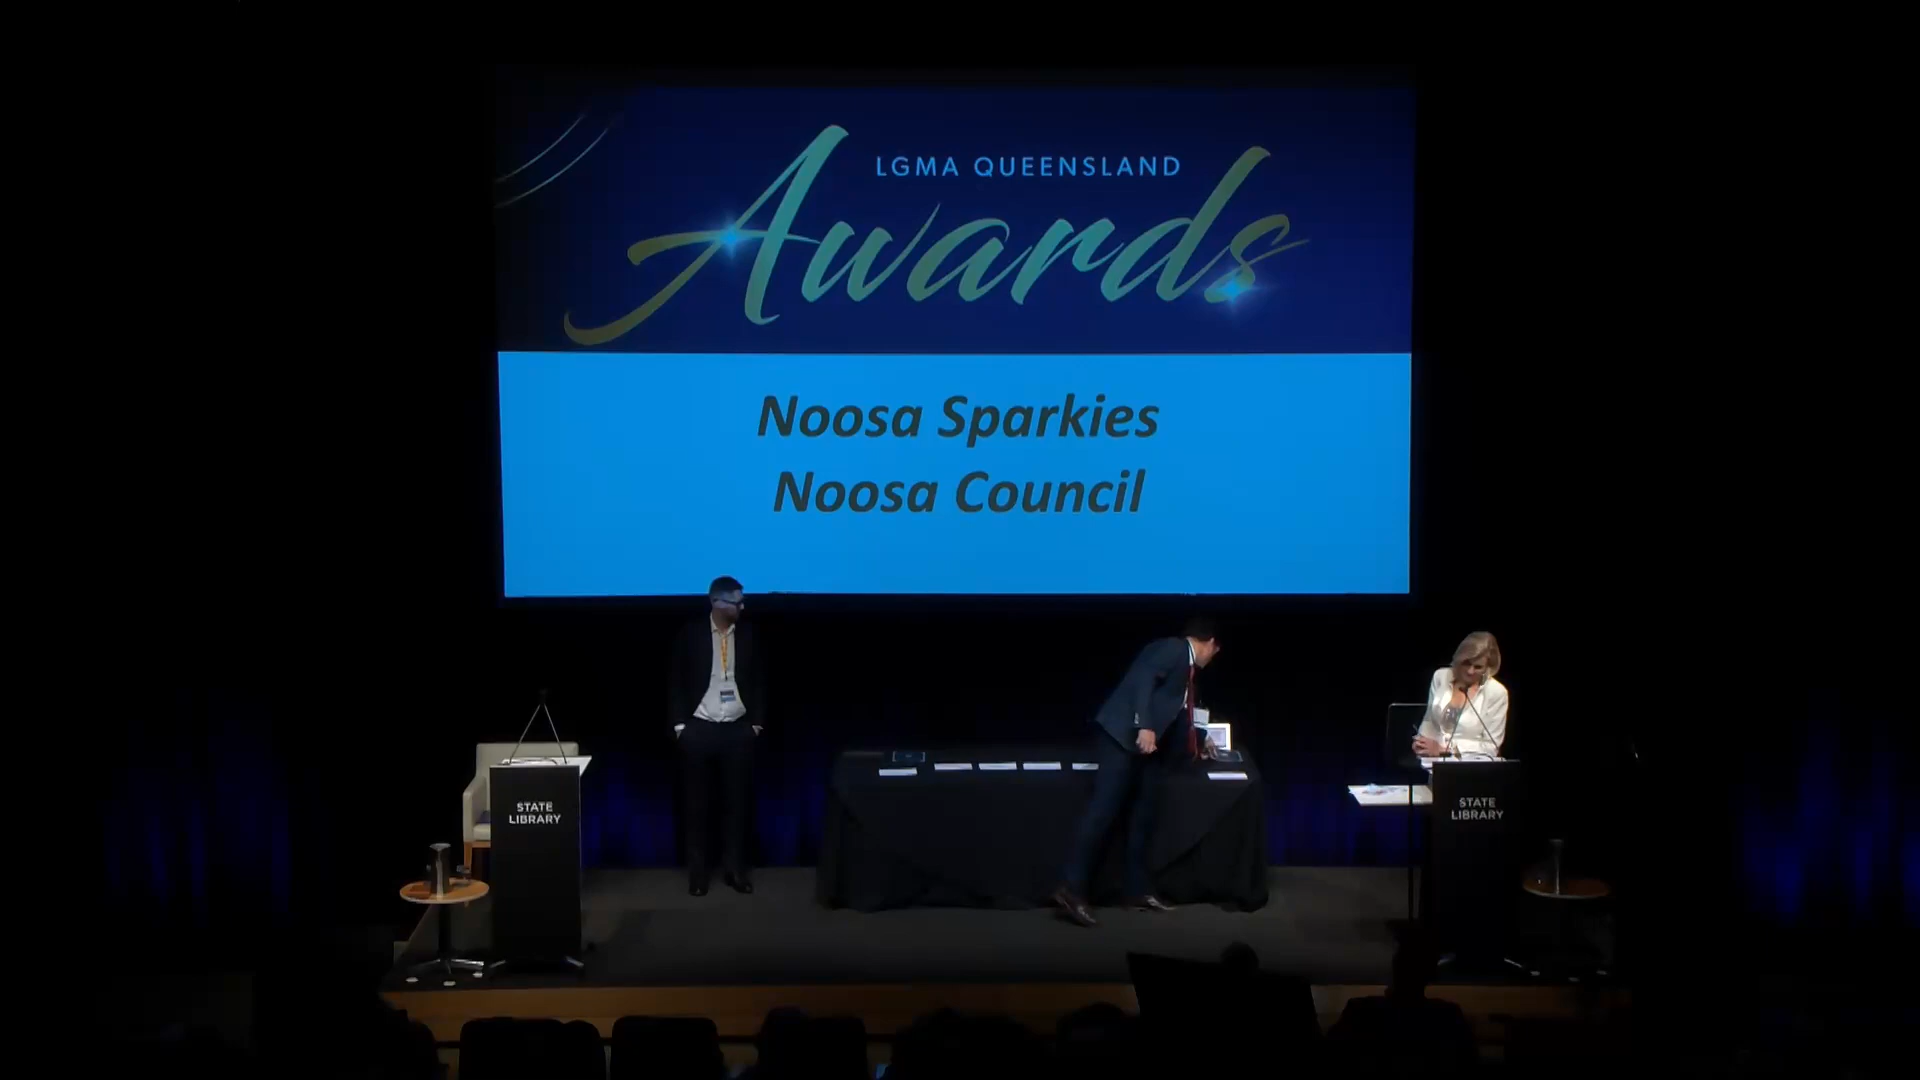 LGMA QUEENSLAND
Awards
Noosa Sparkies
Noosa Council
STATE
LIBRARY
STATE
LIBRARY